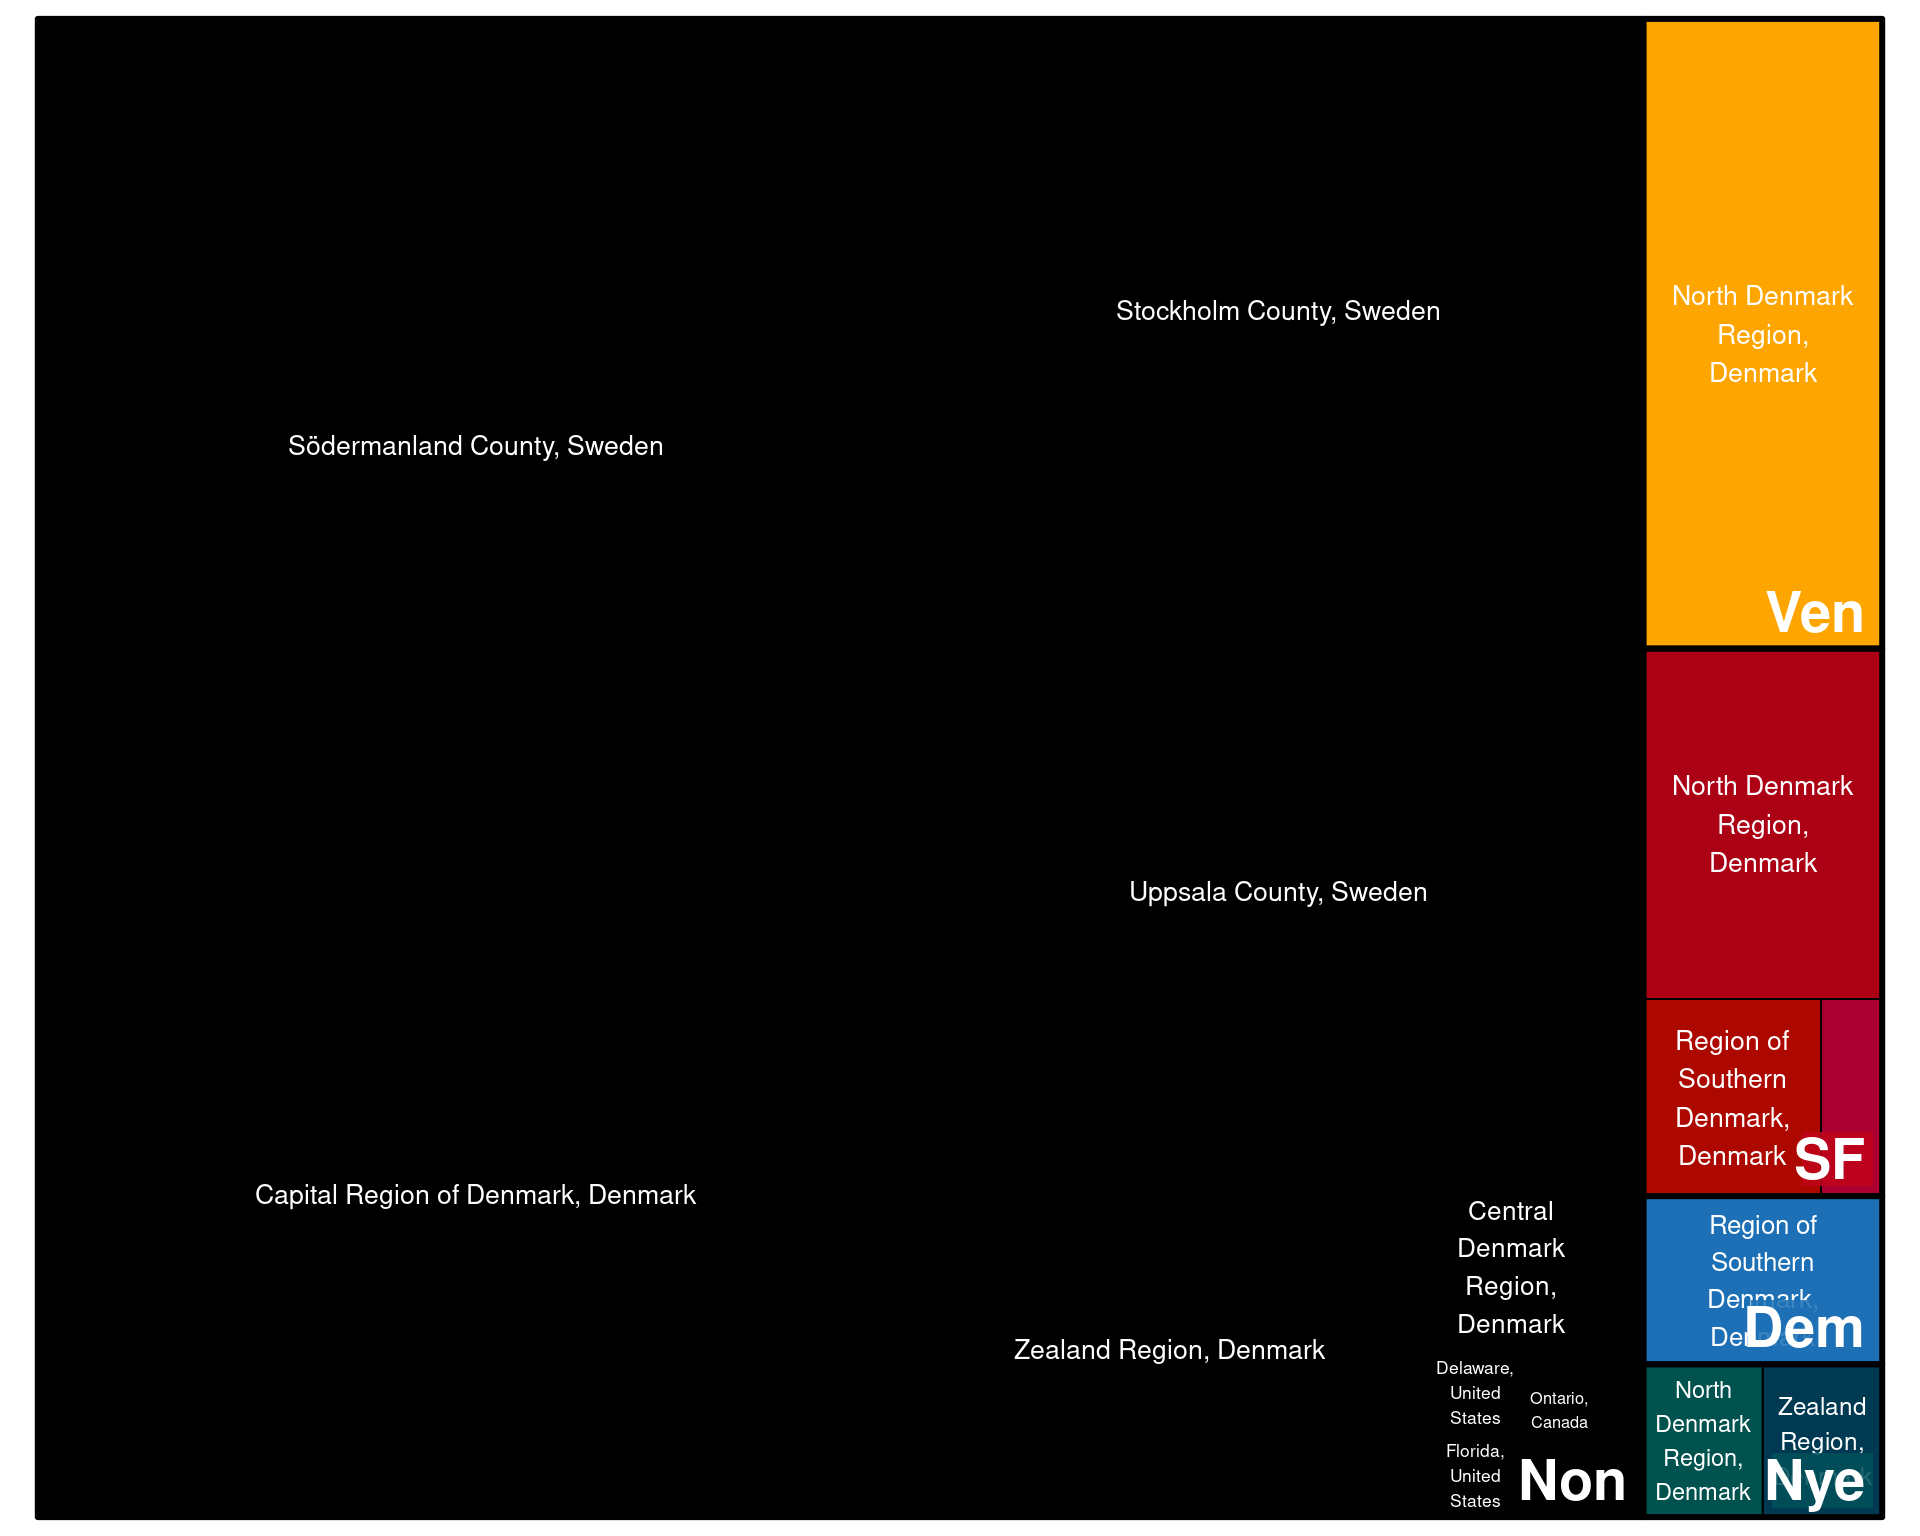 Södermanland County, Sweden
Stockholm County, Sweden
Capital Region of Denmark, Denmark
Uppsala County, Sweden
Zealand Region, Denmark
Central
Denmark
Region,
Denmark
Delaware,
United
States
Ontario,
Canada
Florida,
United
States
Non
North Denmark
Region,
Denmark
Ven
North Denmark
Region,
Denmark
Region of
Southern
Denmark,
Denmark
SF
Region of
Southern
Denmark,
Dem
North
Denmark
Region,
Denmark
Zealand
Region,
Nye